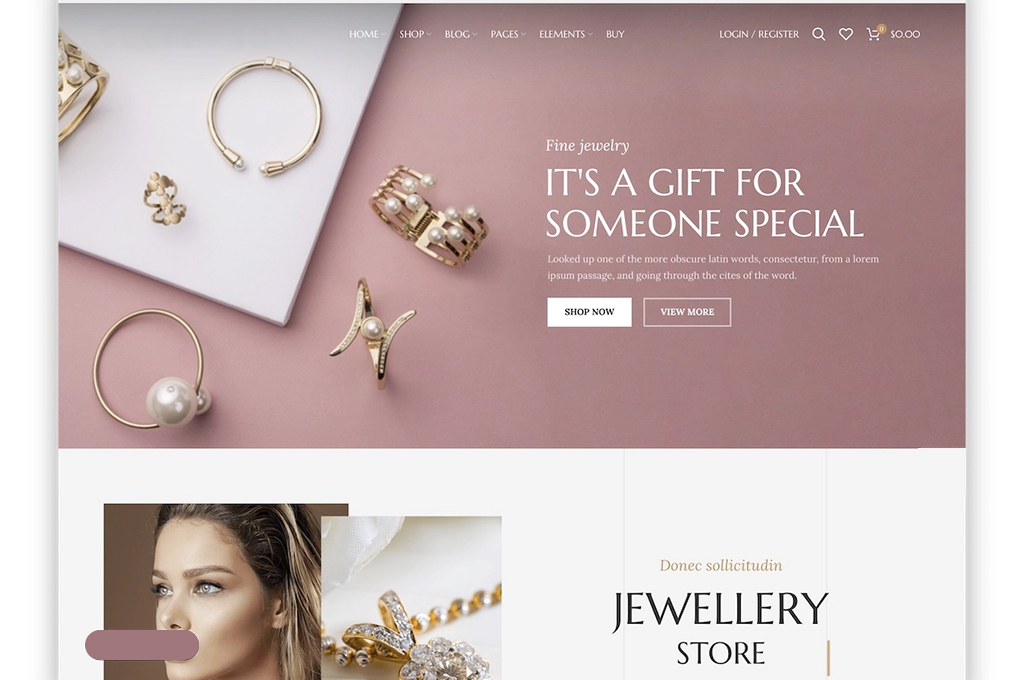 HOME SHOP BLOG PAGES ELEMENTS BUY LOGIN / REGISTER 0 $0.00
Fine jewelry
IT'S A GIFT FOR
SOMEONE SPECIAL
Looked up one of the more obscure latin words, consectetur, from a lorem
ipsum passage, and going through the cites of the word.
SHOP NOW VIEW MORE
Donec sollicitudin
JEWELLERY
STORE